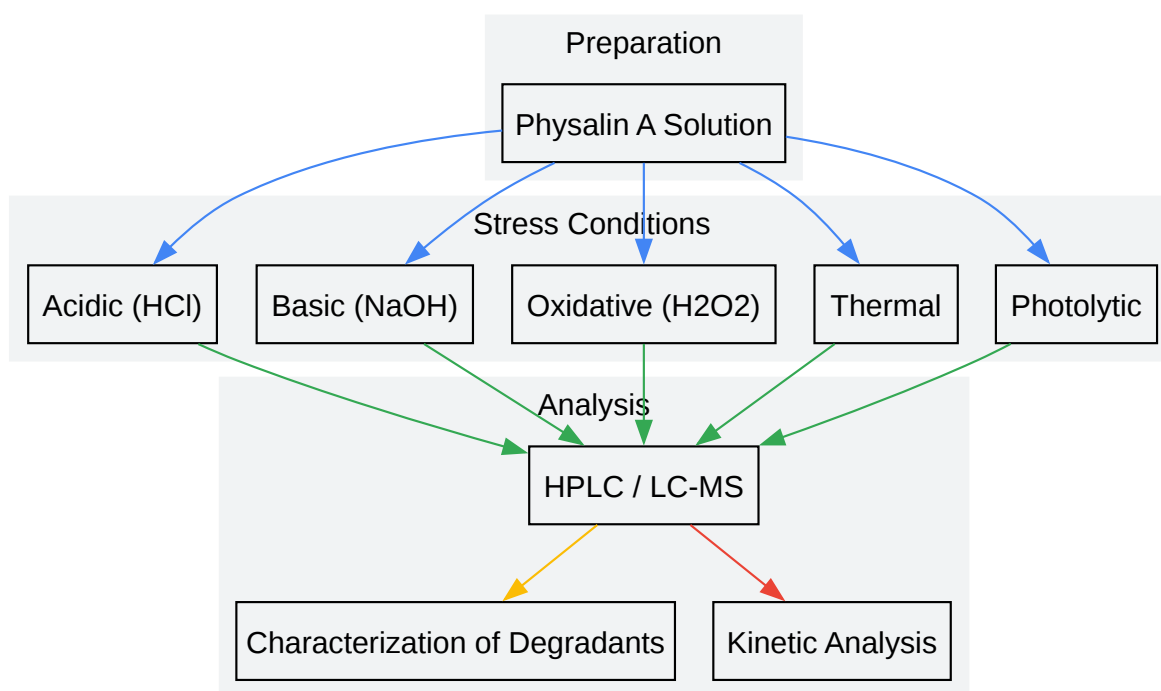 Preparation
Physalin A Solution
Stress Conditions
Acidic (HCl)
Basic (NaOH)
Oxidative (H2O2)
Thermal
Photolytic
Analysis
HPLC / LC-MS
Characterization of Degradants
Kinetic Analysis